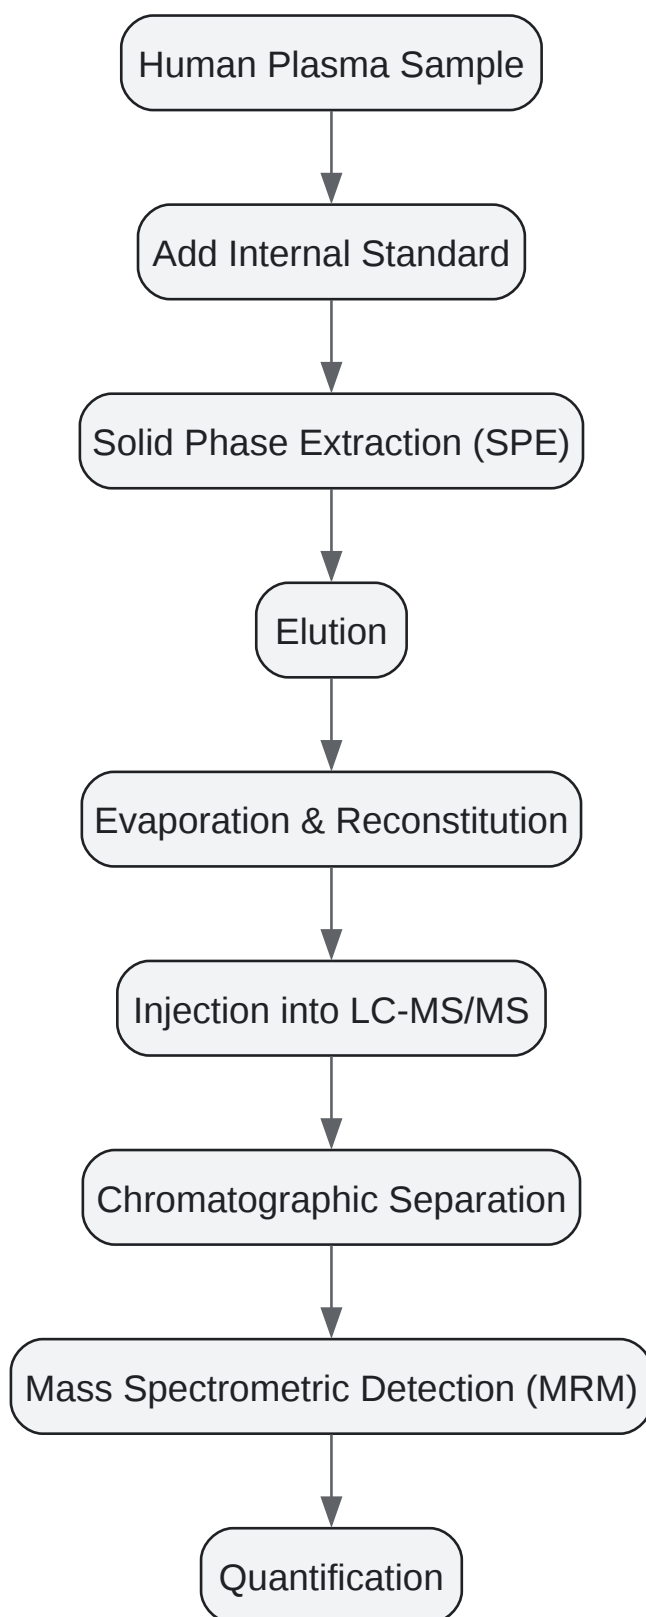 Human Plasma Sample
Add Internal Standard
Solid Phase Extraction (SPE)
Elution
Evaporation & Reconstitution
Injection into LC-MS/MS
Chromatographic Separation
Mass Spectrometric Detection (MRM)
Quantification